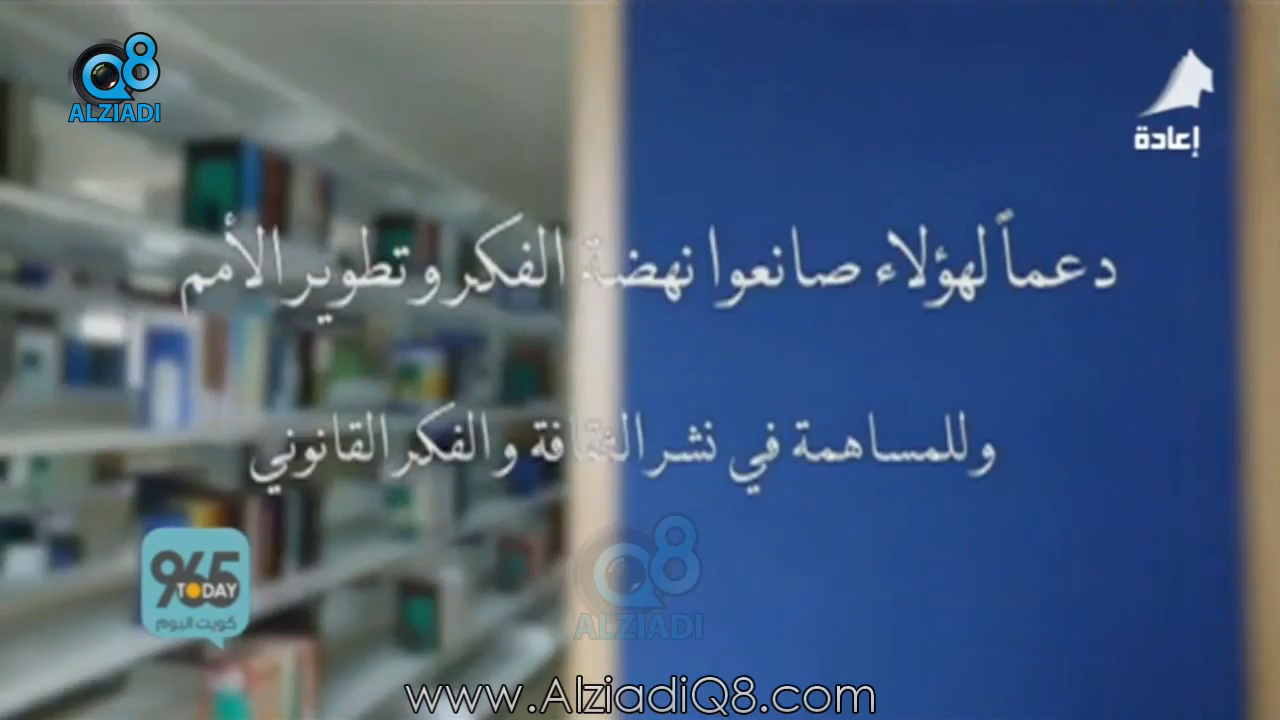 Q8
ALZIADI
إعادة
دعماً لهؤلاء صانعوا نهضة الفكر وتطوير الأمم
وللمساهمة في نشر الثقافة والفكر القانوني
965
TODAY
كويت اليوم
Q8
ALZIADI
www.AlziadiQ8.com